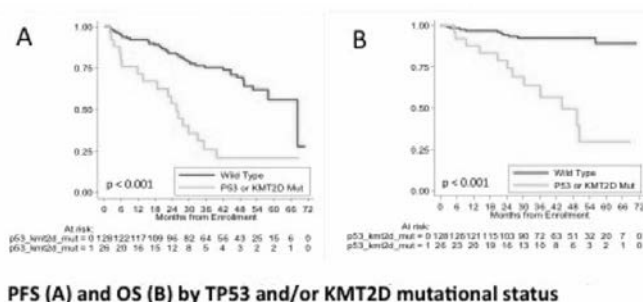 A
1.00
0.75
0.50
0.25
0.00
Wild Type
P53 or KMT2D Mut
p < 0.001
0 6 12 18 24 30 36 42 48 54 60 66 72
Months from Enrollment
At risk:
p53_kmt2d_mut = 0 128 122 117 109 96 82 64 56 43 25 15 6 0
p53_kmt2d_mut = 1 26 20 16 15 12 8 5 4 3 2 2 1 0
B
1.00
0.75
0.50
0.25
0.00
Wild Type
P53 or KMT2D Mut
p < 0.001
0 6 12 18 24 30 36 42 48 54 60 66 72
Months from Enrollment
At risk:
p53_kmt2d_mut = 0 128 126 121 115 103 90 72 63 51 32 20 7 0
p53_kmt2d_mut = 1 26 23 20 19 16 13 10 8 6 3 2 1 0
PFS (A) and OS (B) by TP53 and/or KMT2D mutational status